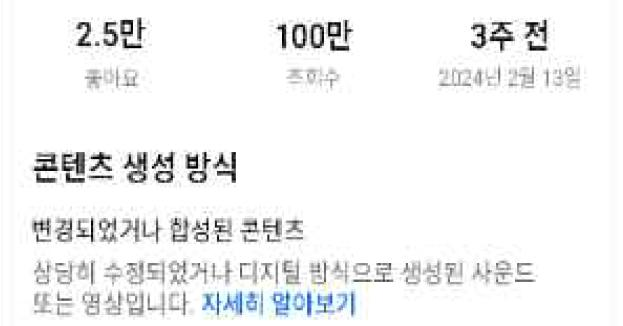 2.5만 100만 3주 전
좋아요 조회수 2024년 2월 13일
콘텐츠 생성 방식
변경되었거나 합성된 콘텐츠
상당히 수정되었거나 디지털 방식으로 생성된 사운드
또는 영상입니다. 자세히 알아보기